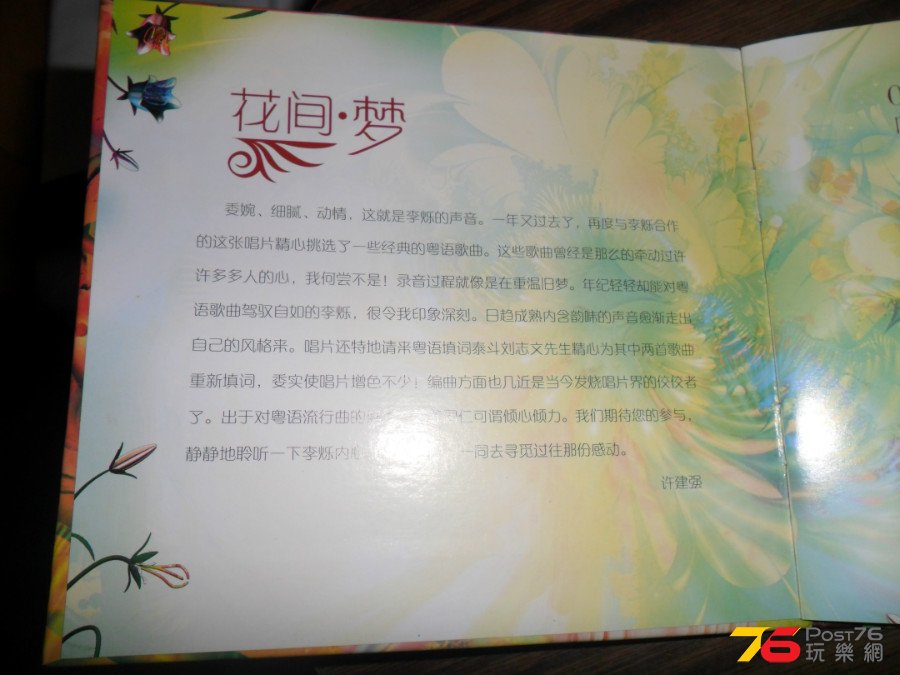 花间·梦
委婉、细腻、动情，这就是李烁的声音。一年又过去了，再度与李烁合作
的这张唱片精心挑选了一些经典的粤语歌曲。这些歌曲曾经是那么的牵动过许
许多多人的心，我何尝不是！录音过程就像是在重温旧梦。年纪轻轻却能对粤
语歌曲驾驭自如的李烁，很令我印象深刻。日趋成熟内含韵味的声音愈渐走出
自己的风格来。唱片还特地请来粤语填词泰斗刘志文先生精心为其中两首歌曲
重新填词，委实使唱片增色不少！编曲方面也几近是当今发烧唱片界的佼佼者
了。出于对粤语流行曲的 仁可谓倾心倾力。我们期待您的参与，
静静地聆听一下李烁内心 一同去寻觅过往那份感动。
许建强
76 Post76
玩樂網